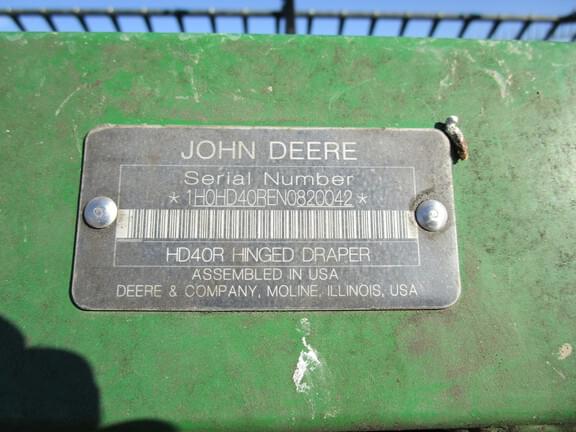 JOHN DEERE
Serial Number
*1H0HD40REN0820042*
HD40R HINGED DRAPER
ASSEMBLED IN USA
DEERE & COMPANY, MOLINE, ILLINOIS, USA